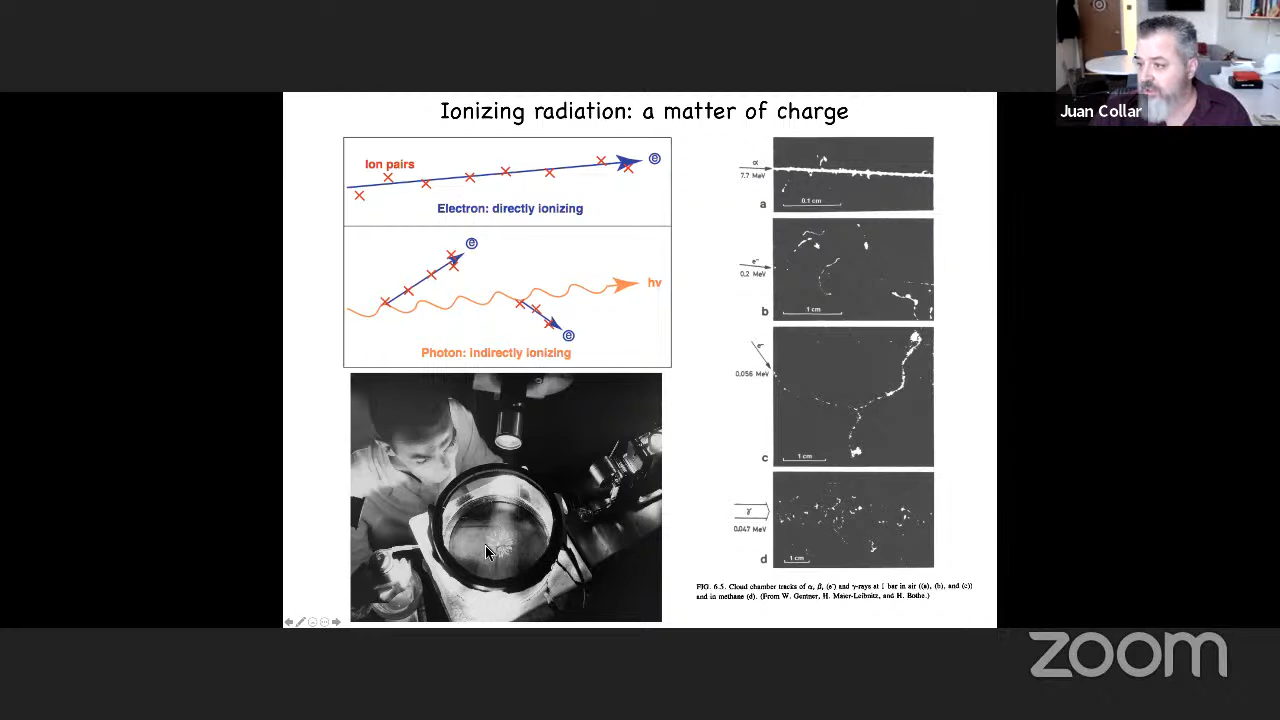 Juan Collar
Ionizing radiation: a matter of charge
Ion pairs
e
Electron: directly ionizing
e
hν
e
Photon: indirectly ionizing
α
7.7 MeV
0.1 cm
a
e⁻
0.2 MeV
1 cm
b
e⁻
0.056 MeV
1 cm
c
γ
0.047 MeV
1 cm
d
FIG. 6.5. Cloud chamber tracks of α, β, (e⁻) and γ-rays at 1 bar in air ((a), (b), and (c))
and in methane (d). (From W. Gentner, H. Maier-Leibnitz, and H. Bothe.)
zoom